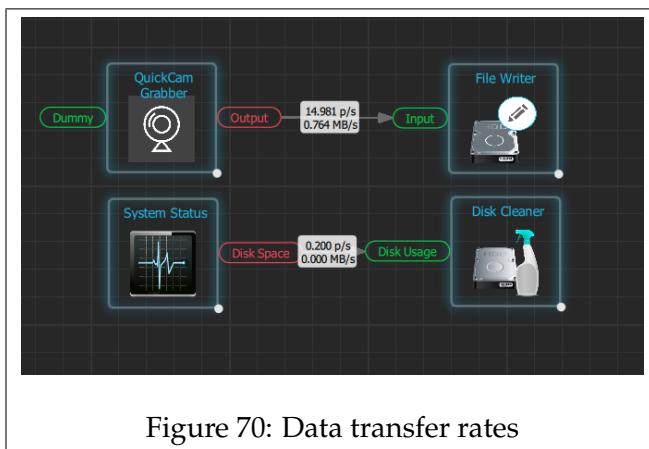 QuickCam
Grabber
Dummy
Output
14.981 p/s
0.764 MB/s
Input
File Writer
System Status
Disk Space
0.200 p/s
0.000 MB/s
Disk Usage
Disk Cleaner
Figure 70: Data transfer rates